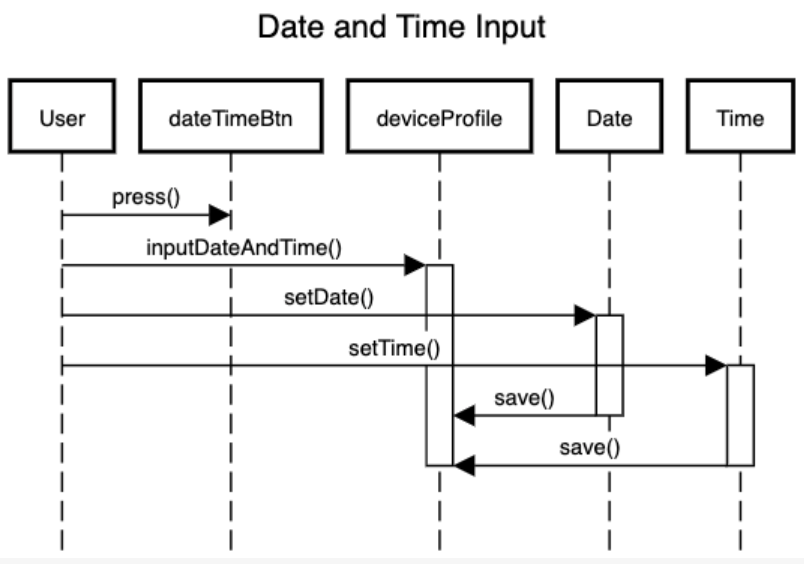 Date and Time Input
User
dateTimeBtn
deviceProfile
Date
Time
press()
inputDateAndTime()
setDate()
setTime()
save()
save()